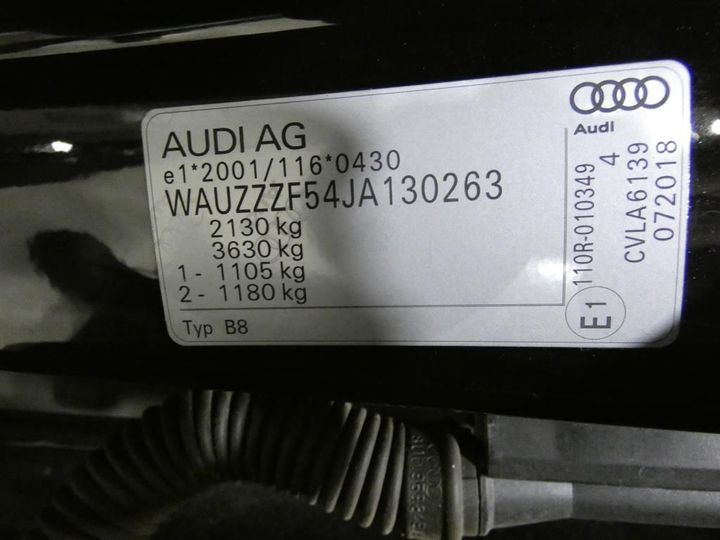 AUDI AG
e1*2001/116*0430
WAUZZZF54JA130263
2130 kg
3630 kg
1 - 1105 kg
2 - 1180 kg
Typ B8
Audi
E1
110R-010349
4
CVLA6139
072018